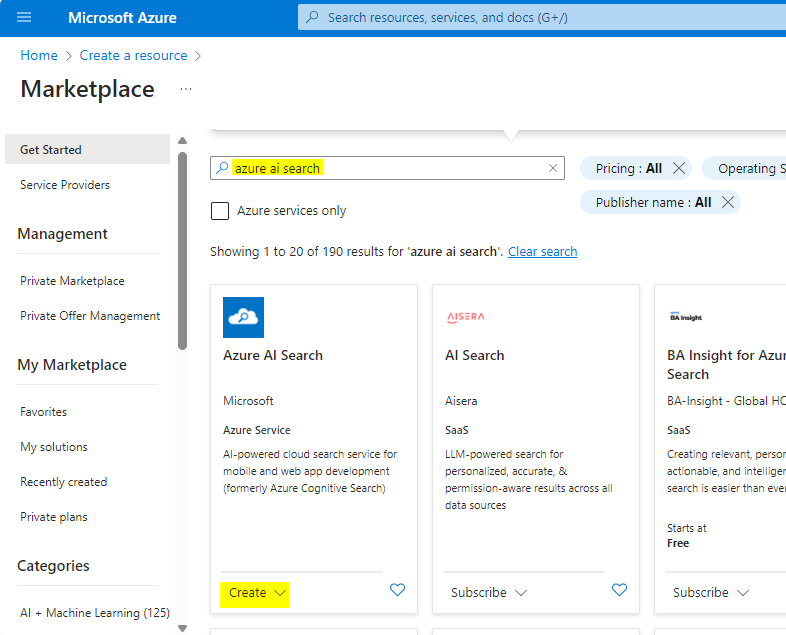 Microsoft Azure
Search resources, services, and docs (G+/)
Home > Create a resource >
Marketplace ...
Get Started
Service Providers
Management
Private Marketplace
Private Offer Management
My Marketplace
Favorites
My solutions
Recently created
Private plans
Categories
AI + Machine Learning (125)
azure ai search
Pricing : All
Operating S
Azure services only
Publisher name : All
Showing 1 to 20 of 190 results for 'azure ai search'. Clear search
Azure AI Search
Microsoft
Azure Service
AI-powered cloud search service for
mobile and web app development
(formerly Azure Cognitive Search)
Create
AISERA
AI Search
Aisera
SaaS
LLM-powered search for
personalized, accurate, &
permission-aware results across all
data sources
Subscribe
BA Insight
BA Insight for Azur
Search
BA-Insight - Global HC
SaaS
Creating relevant, person
actionable, and intelligen
search is easier than ever
Starts at
Free
Subscribe